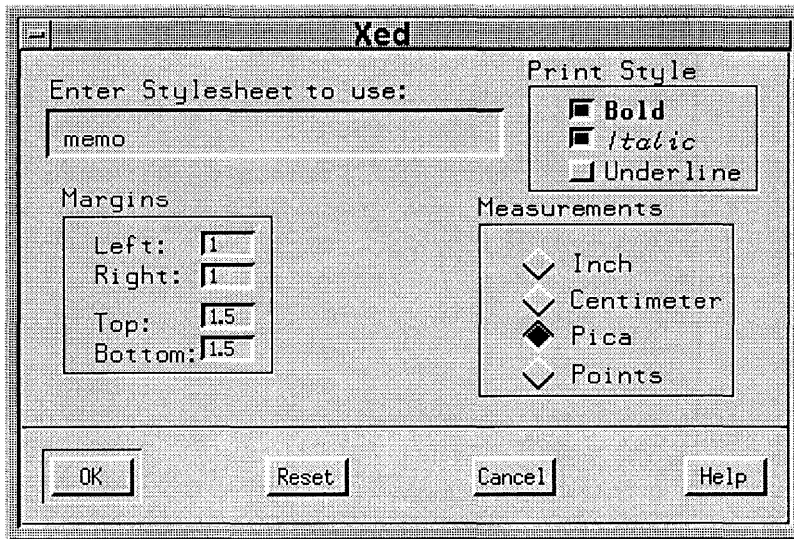 Xed
Enter Stylesheet to use:
memo
Print Style
Bold
Italic
Underline
Margins
Left: 1
Right: 1
Top: 1.5
Bottom: 1.5
Measurements
Inch
Centimeter
Pica
Points
OK Reset Cancel Help